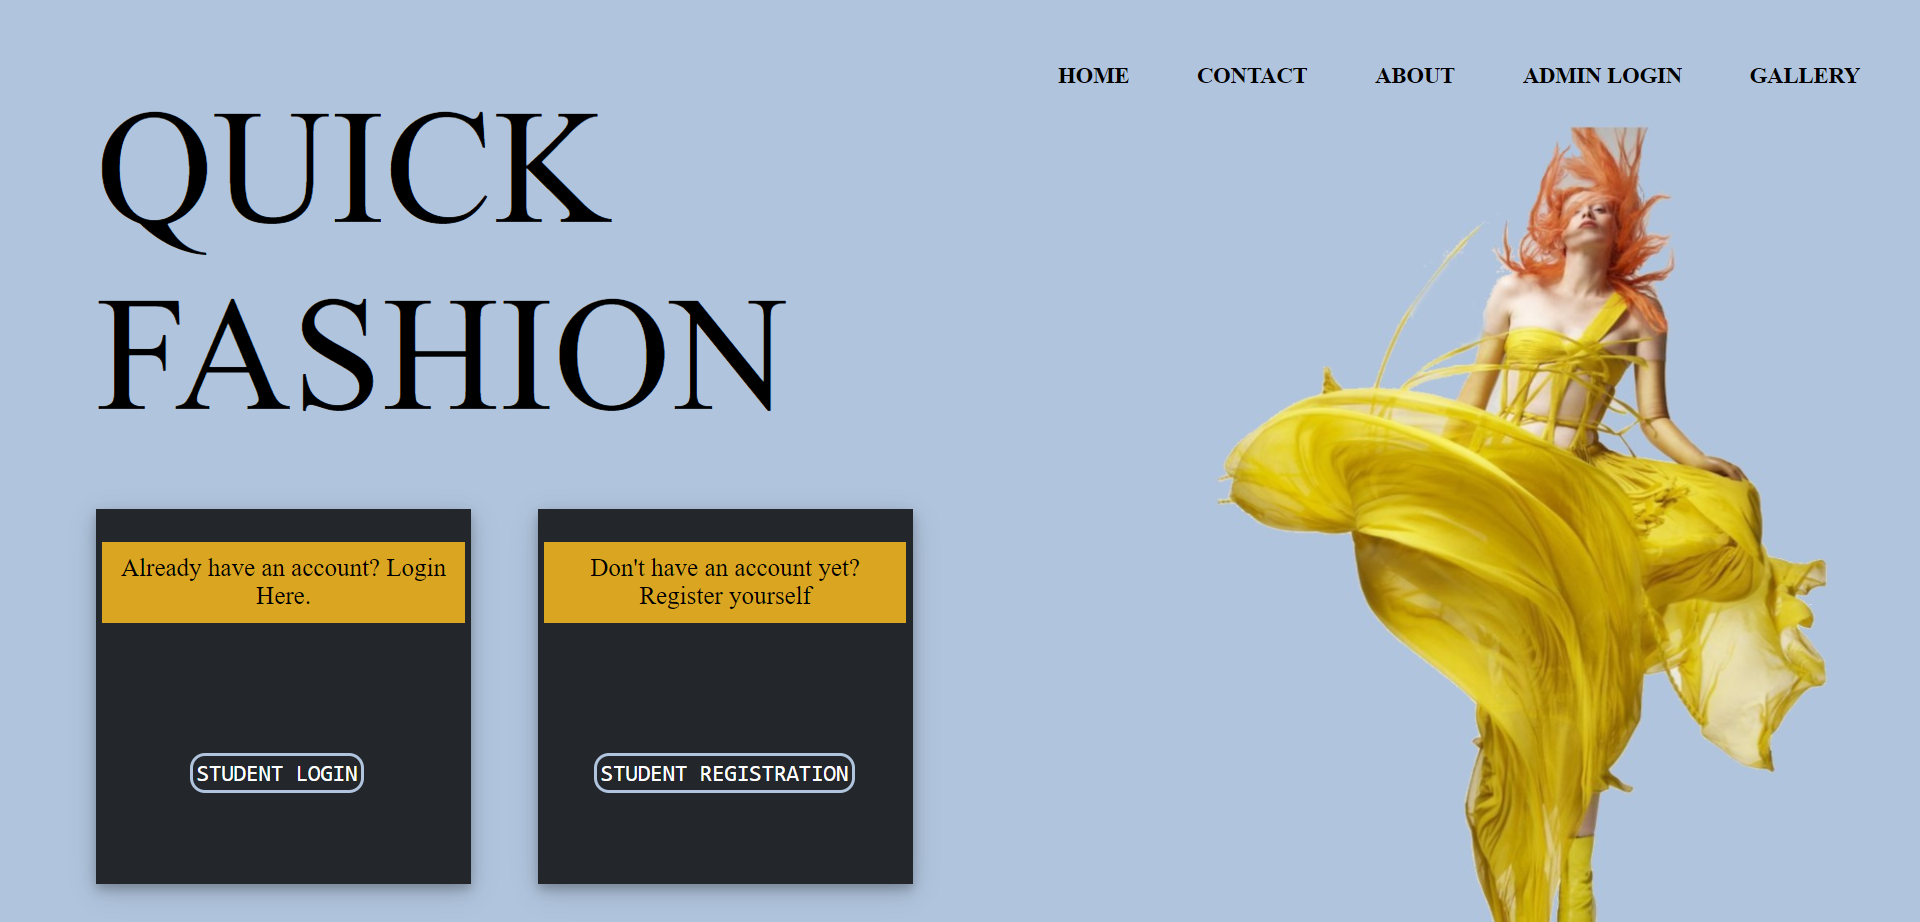 HOME CONTACT ABOUT ADMIN LOGIN GALLERY
QUICK
FASHION
Already have an account? Login
Here.
STUDENT LOGIN
Don't have an account yet?
Register yourself
STUDENT REGISTRATION